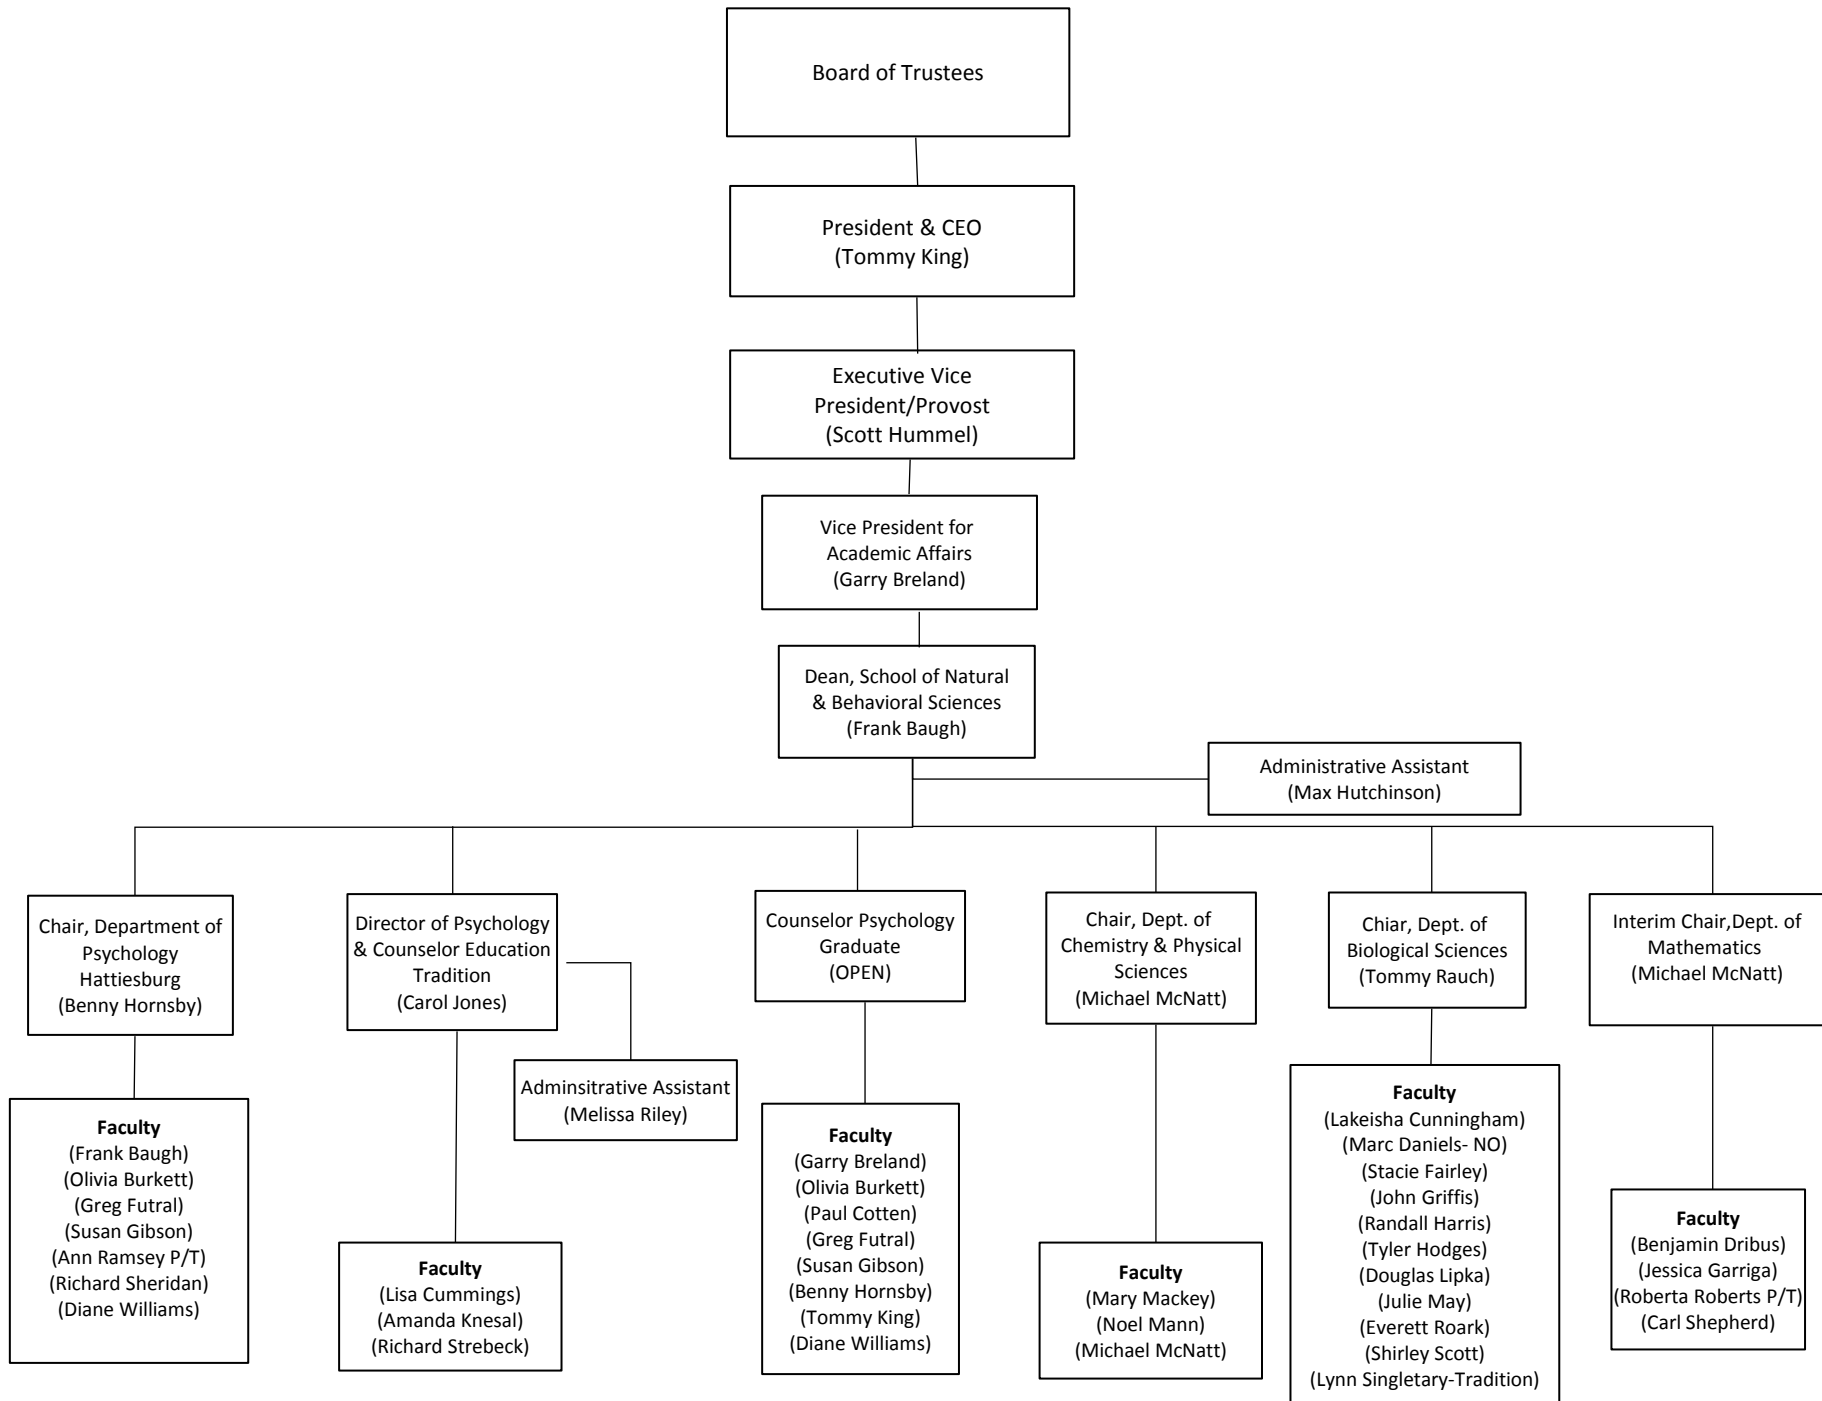 Board of Trustees
President & CEO
(Tommy King)
Executive Vice
President/Provost
(Scott Hummel)
Vice President for
Academic Affairs
(Garry Breland)
Dean, School of Natural
& Behavioral Sciences
(Frank Baugh)
Administrative Assistant
(Max Hutchinson)
Chair, Department of
Psychology
Hattiesburg
(Benny Hornsby)
Director of Psychology
& Counselor Education
Tradition
(Carol Jones)
Counselor Psychology
Graduate
(OPEN)
Chair, Dept. of
Chemistry & Physical
Sciences
(Michael McNatt)
Chiar, Dept. of
Biological Sciences
(Tommy Rauch)
Interim Chair,Dept. of
Mathematics
(Michael McNatt)
Adminsitrative Assistant
(Melissa Riley)
Faculty
(Frank Baugh)
(Olivia Burkett)
(Greg Futral)
(Susan Gibson)
(Ann Ramsey P/T)
(Richard Sheridan)
(Diane Williams)
Faculty
(Lisa Cummings)
(Amanda Knesal)
(Richard Strebeck)
Faculty
(Garry Breland)
(Olivia Burkett)
(Paul Cotten)
(Greg Futral)
(Susan Gibson)
(Benny Hornsby)
(Tommy King)
(Diane Williams)
Faculty
(Mary Mackey)
(Noel Mann)
(Michael McNatt)
Faculty
(Lakeisha Cunningham)
(Marc Daniels- NO)
(Stacie Fairley)
(John Griffis)
(Randall Harris)
(Tyler Hodges)
(Douglas Lipka)
(Julie May)
(Everett Roark)
(Shirley Scott)
(Lynn Singletary-Tradition)
Faculty
(Benjamin Dribus)
(Jessica Garriga)
(Roberta Roberts P/T)
(Carl Shepherd)